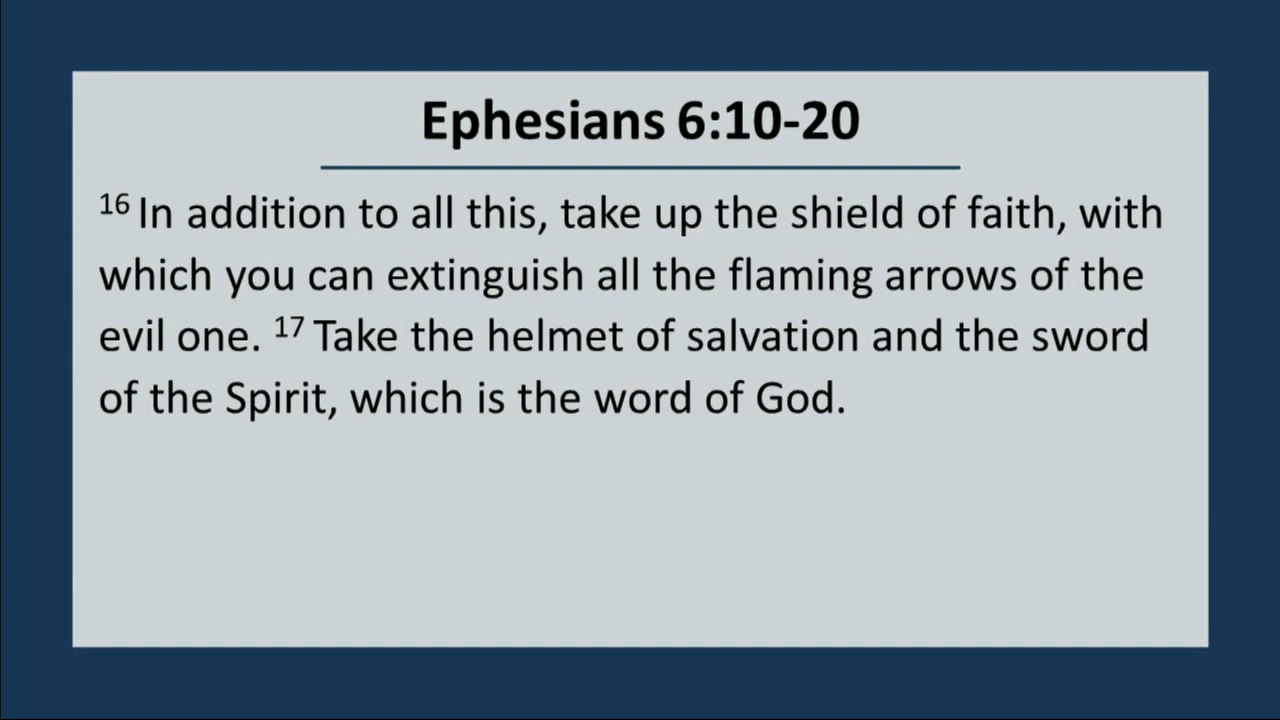 Ephesians 6:10-20
16 In addition to all this, take up the shield of faith, with
which you can extinguish all the flaming arrows of the
evil one. 17 Take the helmet of salvation and the sword
of the Spirit, which is the word of God.